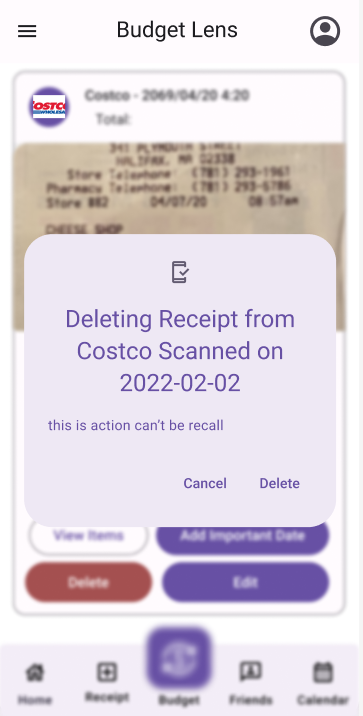 Budget Lens
Costco - 2069/04/20 4:20
Total:
COSTCO
WHOLESALE
341 PLYMOUTH STREET
HALIFAX, MA 02338
Store Telephone: (781) 293-1961
Pharmacy Telephone: (781) 293-5786
Store 882 04/07/20 08:57am
CHEESE SHOP
Deleting Receipt from
Costco Scanned on
2022-02-02
this is action can't be recall
Cancel Delete
View Items Add Important Date
Delete Edit
Home Receipt Budget Friends Calendar